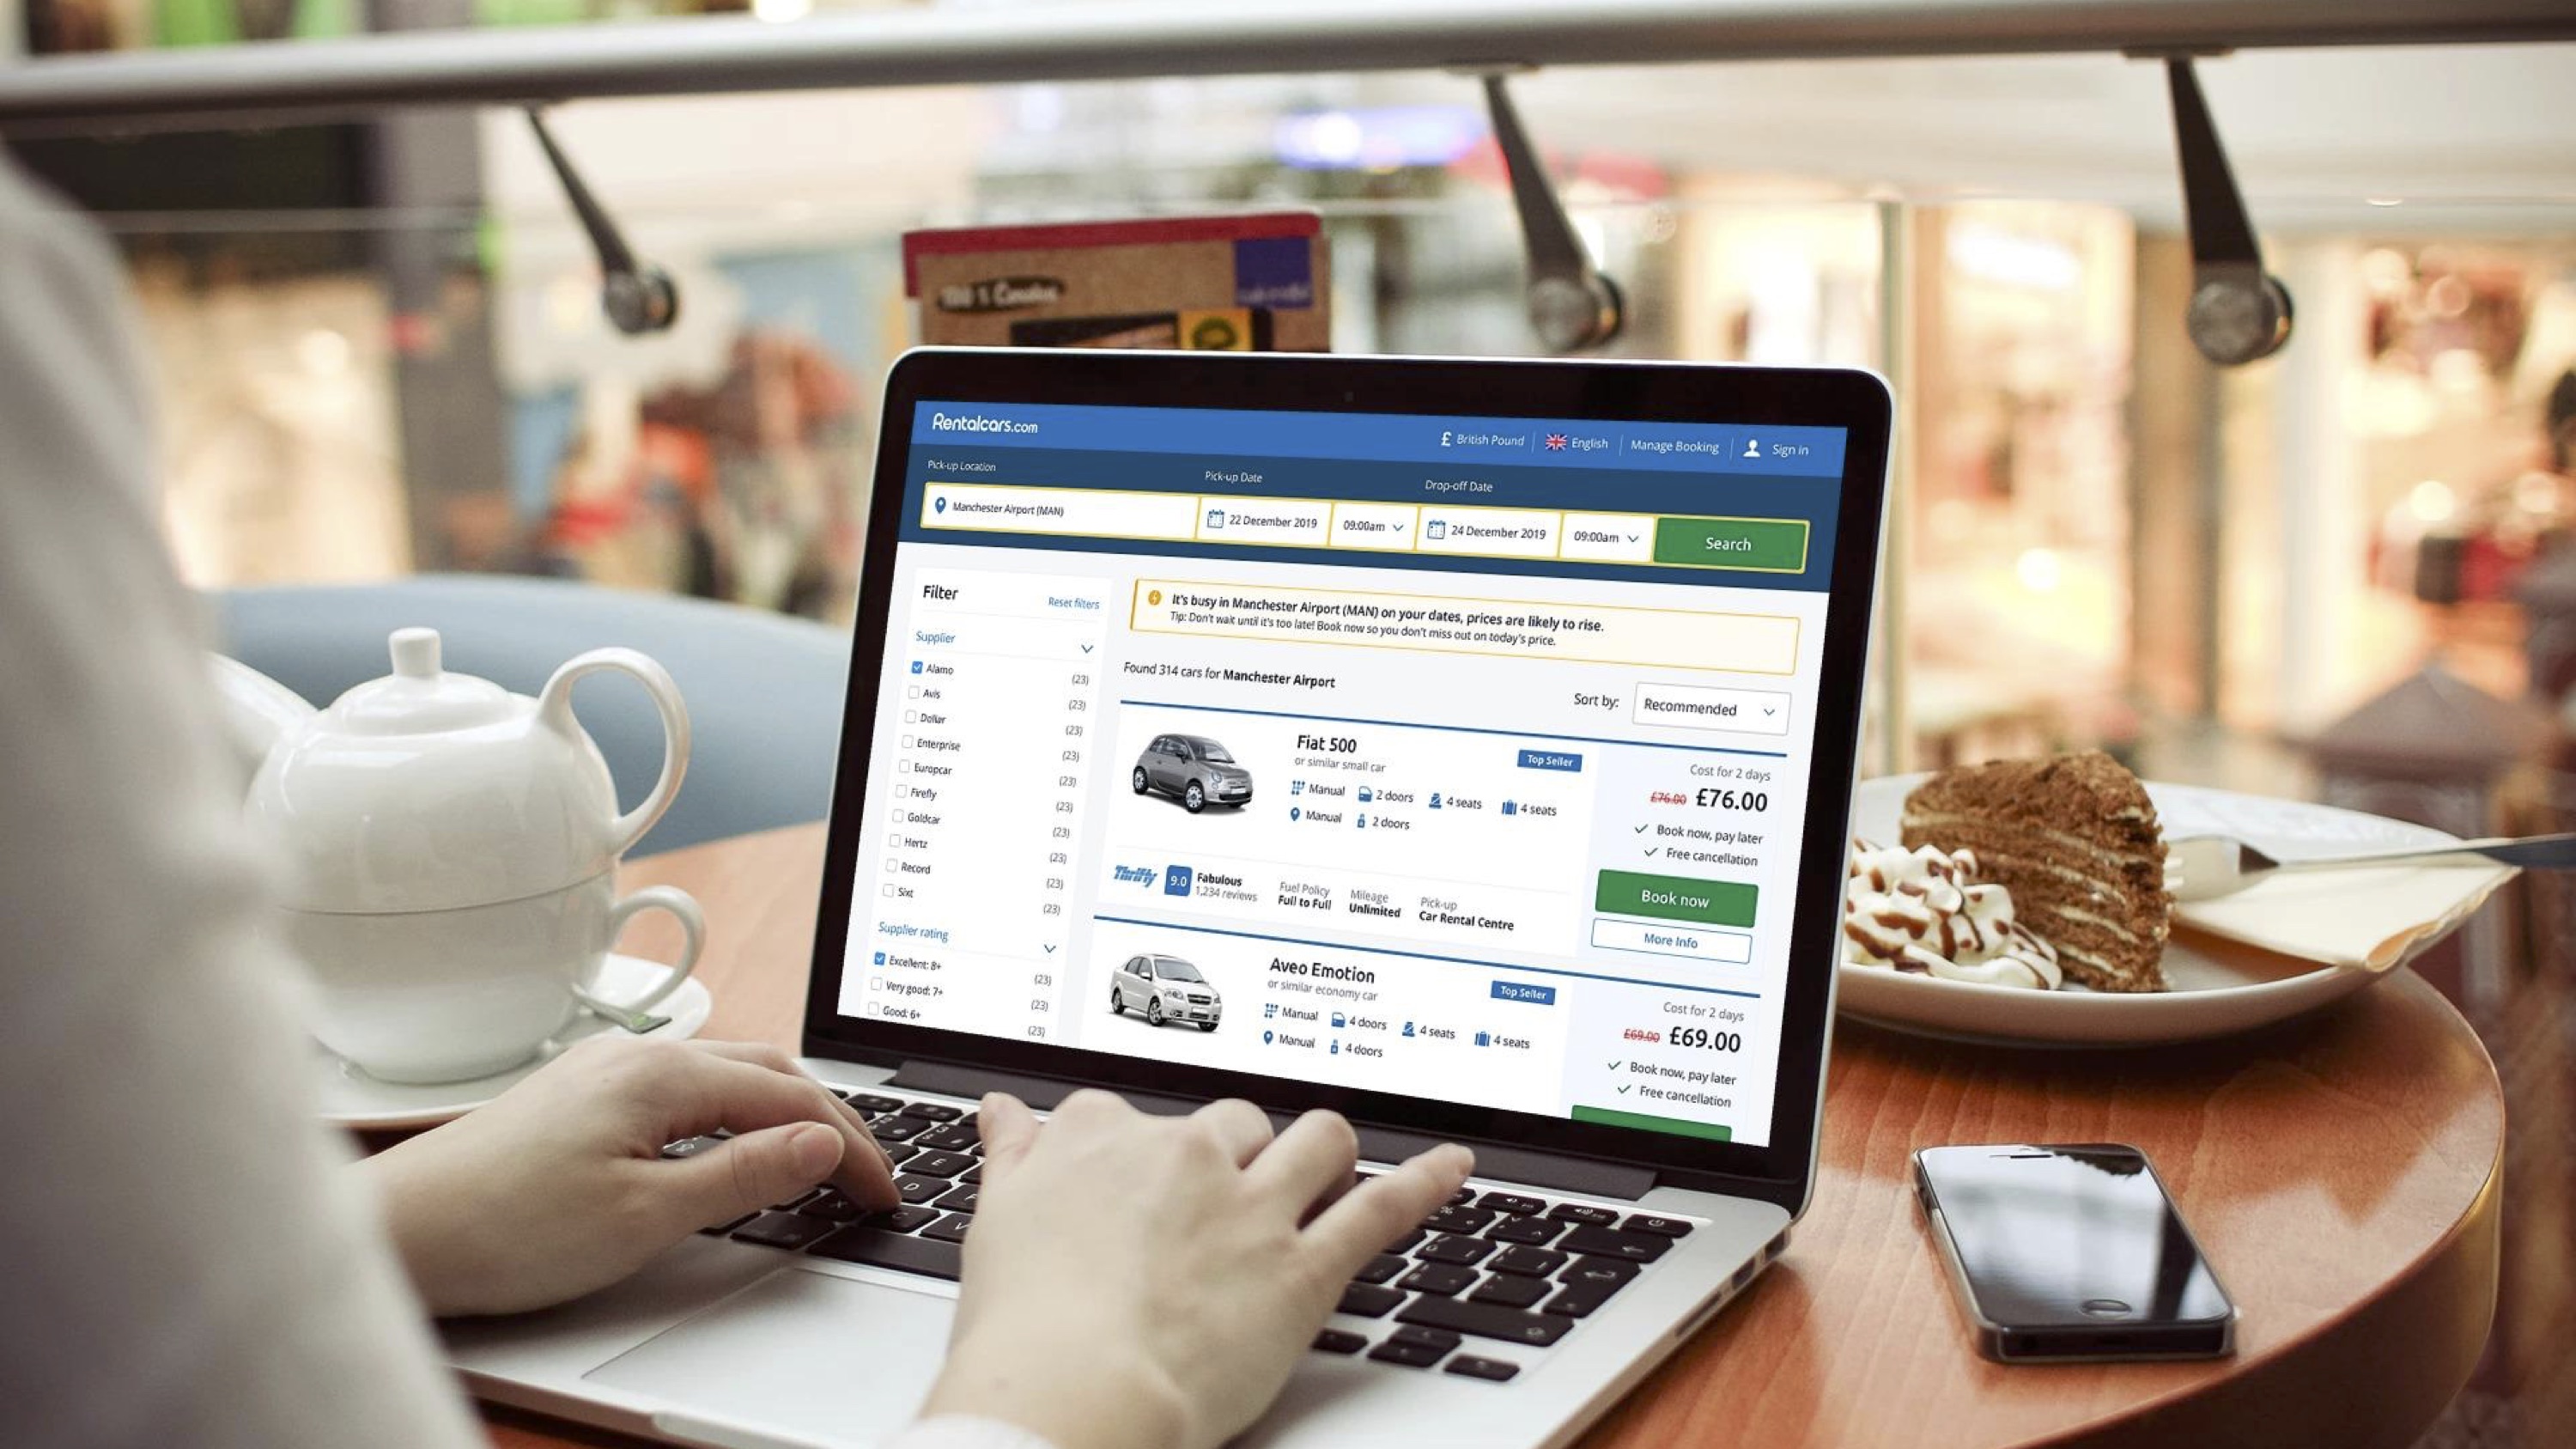 Rentalcars.com
£ British Pound
English
Manage Booking
Sign in
Pick-up Location
Pick-up Date
Drop-off Date
Manchester Airport (MAN)
22 December 2019
09:00am
24 December 2019
09:00am
Search
Filter
Reset filters
Supplier
Alamo (23)
Avis (23)
Dollar (23)
Enterprise (23)
Europcar (23)
Firefly (23)
Goldcar (23)
Hertz (23)
Record (23)
Sixt (23)
Supplier rating
Excellent: 8+ (23)
Very good: 7+ (23)
Good: 6+ (23)
It's busy in Manchester Airport (MAN) on your dates, prices are likely to rise.
Tip: Don't wait until it's too late! Book now so you don't miss out on today's price.
Found 314 cars for Manchester Airport
Sort by: Recommended
Fiat 500
or similar small car
Top Seller
Manual 2 doors 4 seats 4 seats
Manual 2 doors
Cost for 2 days
£76.00 £76.00
Book now, pay later
Free cancellation
Book now
More Info
Thrifty
9.0
Fabulous
1,234 reviews
Fuel Policy
Full to Full
Mileage
Unlimited
Pick-up
Car Rental Centre
Aveo Emotion
or similar economy car
Top Seller
Manual 4 doors 4 seats 4 seats
Manual 4 doors
Cost for 2 days
£69.00 £69.00
Book now, pay later
Free cancellation
E
D
C
V